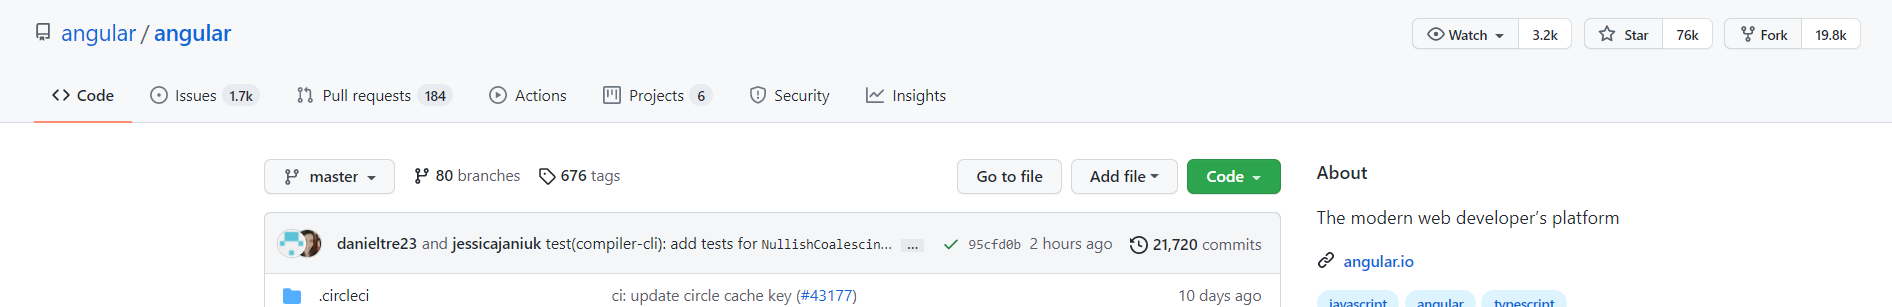 angular / angular
Watch 3.2k Star 76k Fork 19.8k
Code Issues 1.7k Pull requests 184 Actions Projects 6 Security Insights
master 80 branches 676 tags Go to file Add file Code
danieltre23 and jessicajaniuk test(compiler-cli): add tests for NullishCoalescin... ... 95cfd0b 2 hours ago 21,720 commits
.circleci ci: update circle cache key (#43177) 10 days ago
About
The modern web developer's platform
angular.io
javascript angular typescript